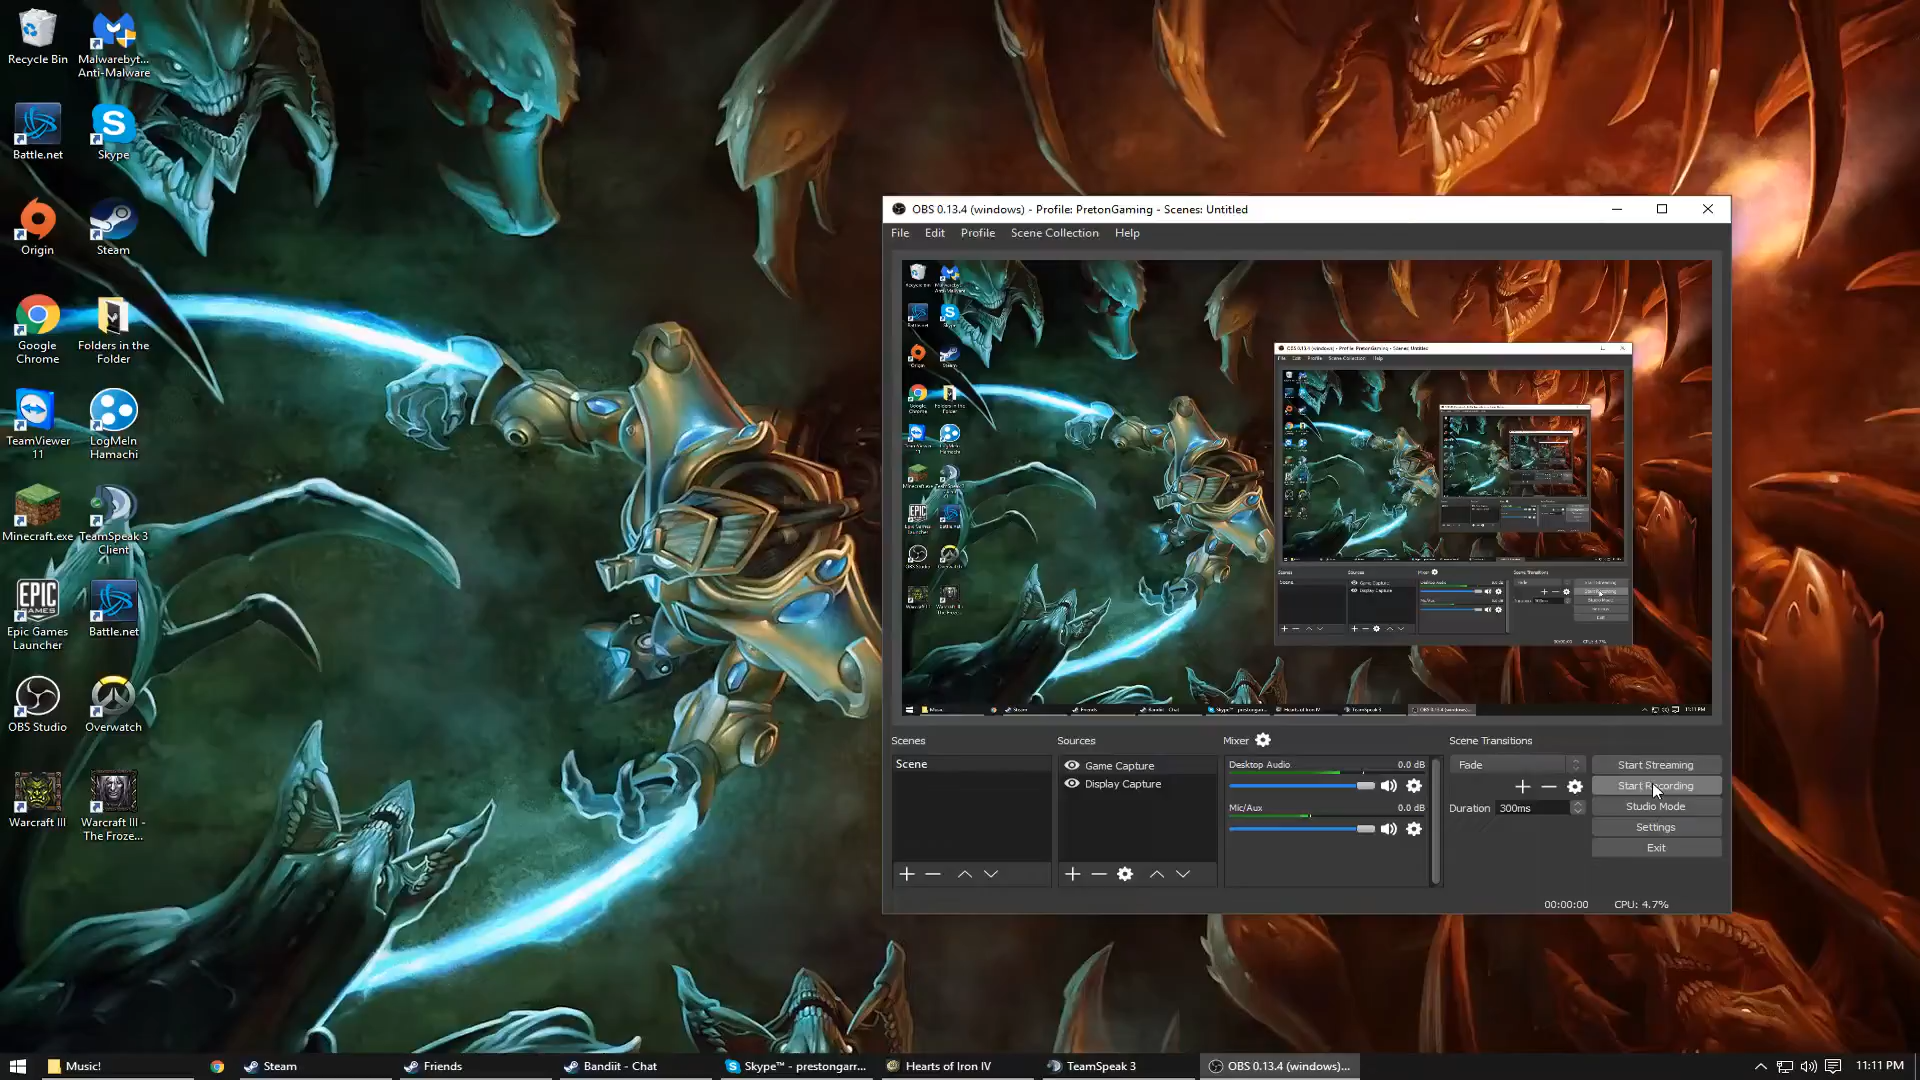 Recycle Bin
Malwarebyt...
Anti-Malware
Battle.net
Skype
Origin
Steam
Google
Chrome
Folders in the
Folder
TeamViewer
11
LogMeIn
Hamachi
Minecraft.exe
TeamSpeak 3
Client
EPIC
GAMES
Epic Games
Launcher
Battle.net
OBS Studio
Overwatch
Warcraft III
Warcraft III -
The Froze...
OBS 0.13.4 (windows) - Profile: PretonGaming - Scenes: Untitled
File Edit Profile Scene Collection Help
Scenes
Scene
Sources
Game Capture
Display Capture
Mixer
Desktop Audio 0.0 dB
Mic/Aux 0.0 dB
Scene Transitions
Fade
Duration 300ms
Start Streaming
Start Recording
Studio Mode
Settings
Exit
00:00:00 CPU: 4.7%
Music!
Steam
Friends
Bandiit - Chat
Skype™ - prestongarr...
Hearts of Iron IV
TeamSpeak 3
OBS 0.13.4 (windows)...
11:11 PM